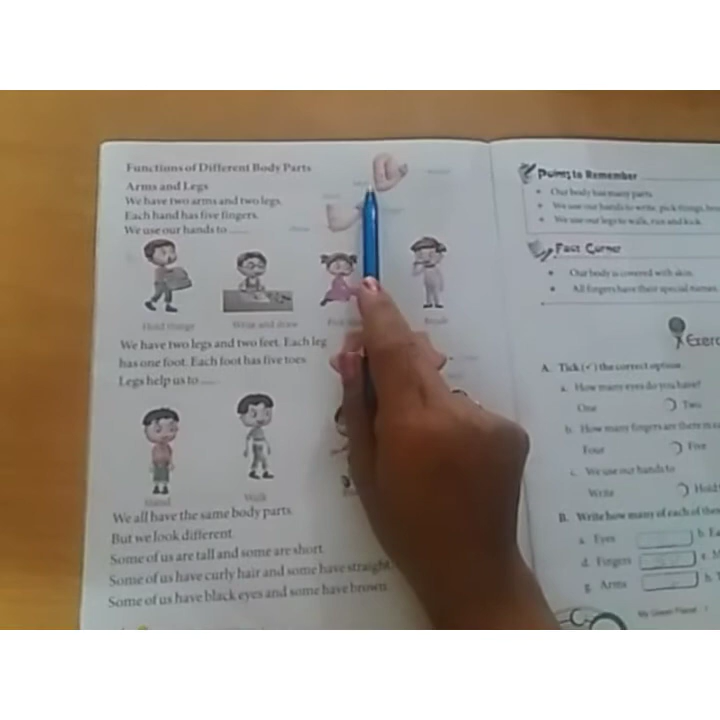 Functions of Different Body Parts
Arms and Legs
We have two arms and two legs.
Each hand has five fingers.
We use our hands to ......
Hold things
Write and draw
Brush
We have two legs and two feet. Each leg
has one foot. Each foot has five toes.
Legs help us to ......
Stand
Walk
We all have the same body parts.
But we look different.
Some of us are tall and some are short.
Some of us have curly hair and some have straight.
Some of us have black eyes and some have brown.
Points to Remember
Our body has many parts.
We use our hands to write, pick things,
We use our legs to walk, run and kick.
Fact Corner
Our body is covered with skin.
All fingers have their special names.
Exerc
A. Tick (✓) the correct option.
a. How many eyes do you have?
One
Two
b. How many fingers are there in
Four
Five
c. We use our hands to
Write
Hold
B. Write how many of each of these
a. Eyes
b. Ea
d. Fingers
e. M
g. Arms
h. T
My Green Planet